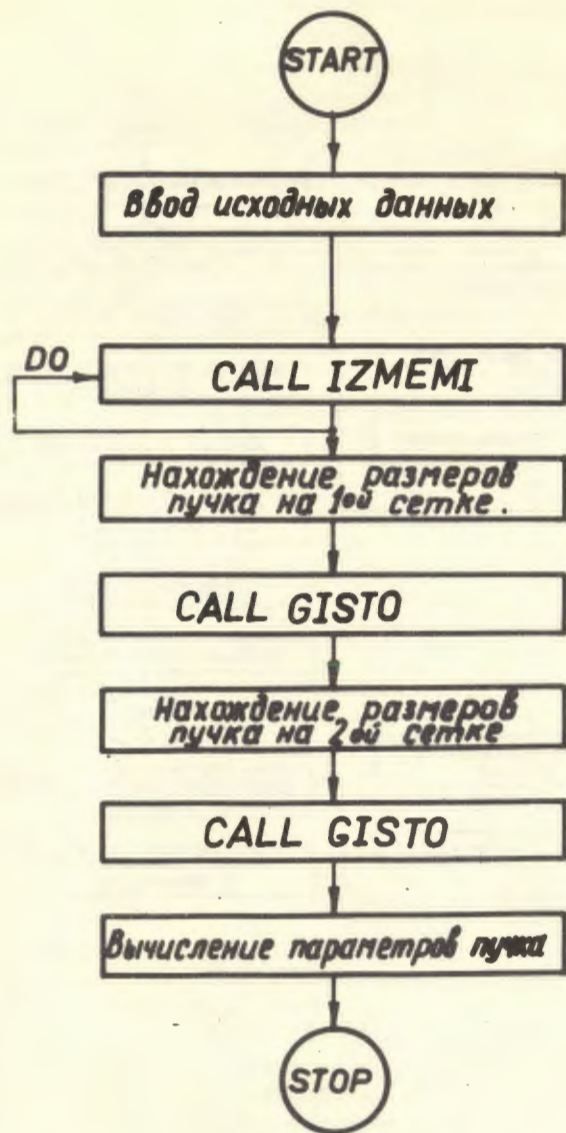 START
Ввод исходных данных
DO
CALL IZMEMI
Нахождение размеров
пучка на 1ой сетке.
CALL GISTO
Нахождение размеров
пучка на 2ой сетке
CALL GISTO
Вычисление параметров пучка
STOP